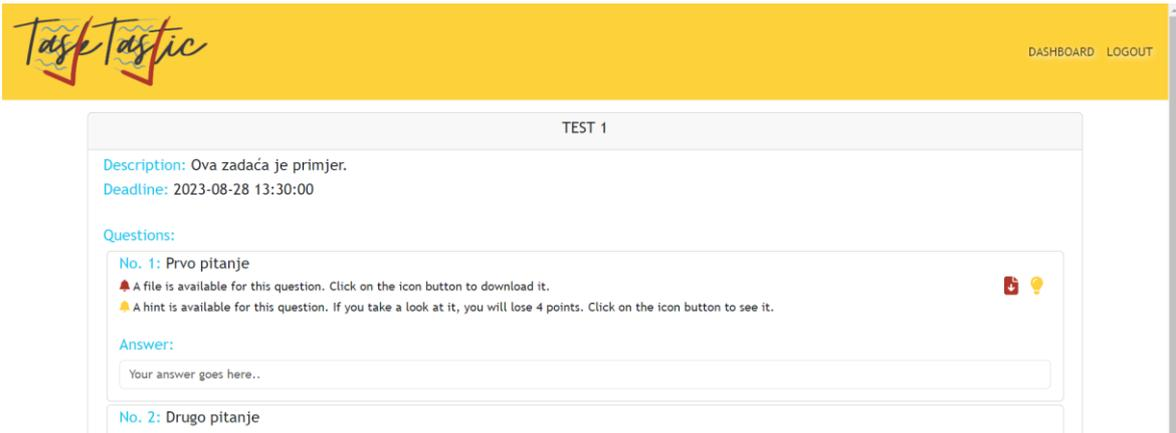 TaskTastic
DASHBOARD LOGOUT
TEST 1
Description: Ova zadaća je primjer.
Deadline: 2023-08-28 13:30:00
Questions:
No. 1: Prvo pitanje
A file is available for this question. Click on the icon button to download it.
A hint is available for this question. If you take a look at it, you will lose 4 points. Click on the icon button to see it.
Answer:
Your answer goes here..
No. 2: Drugo pitanje